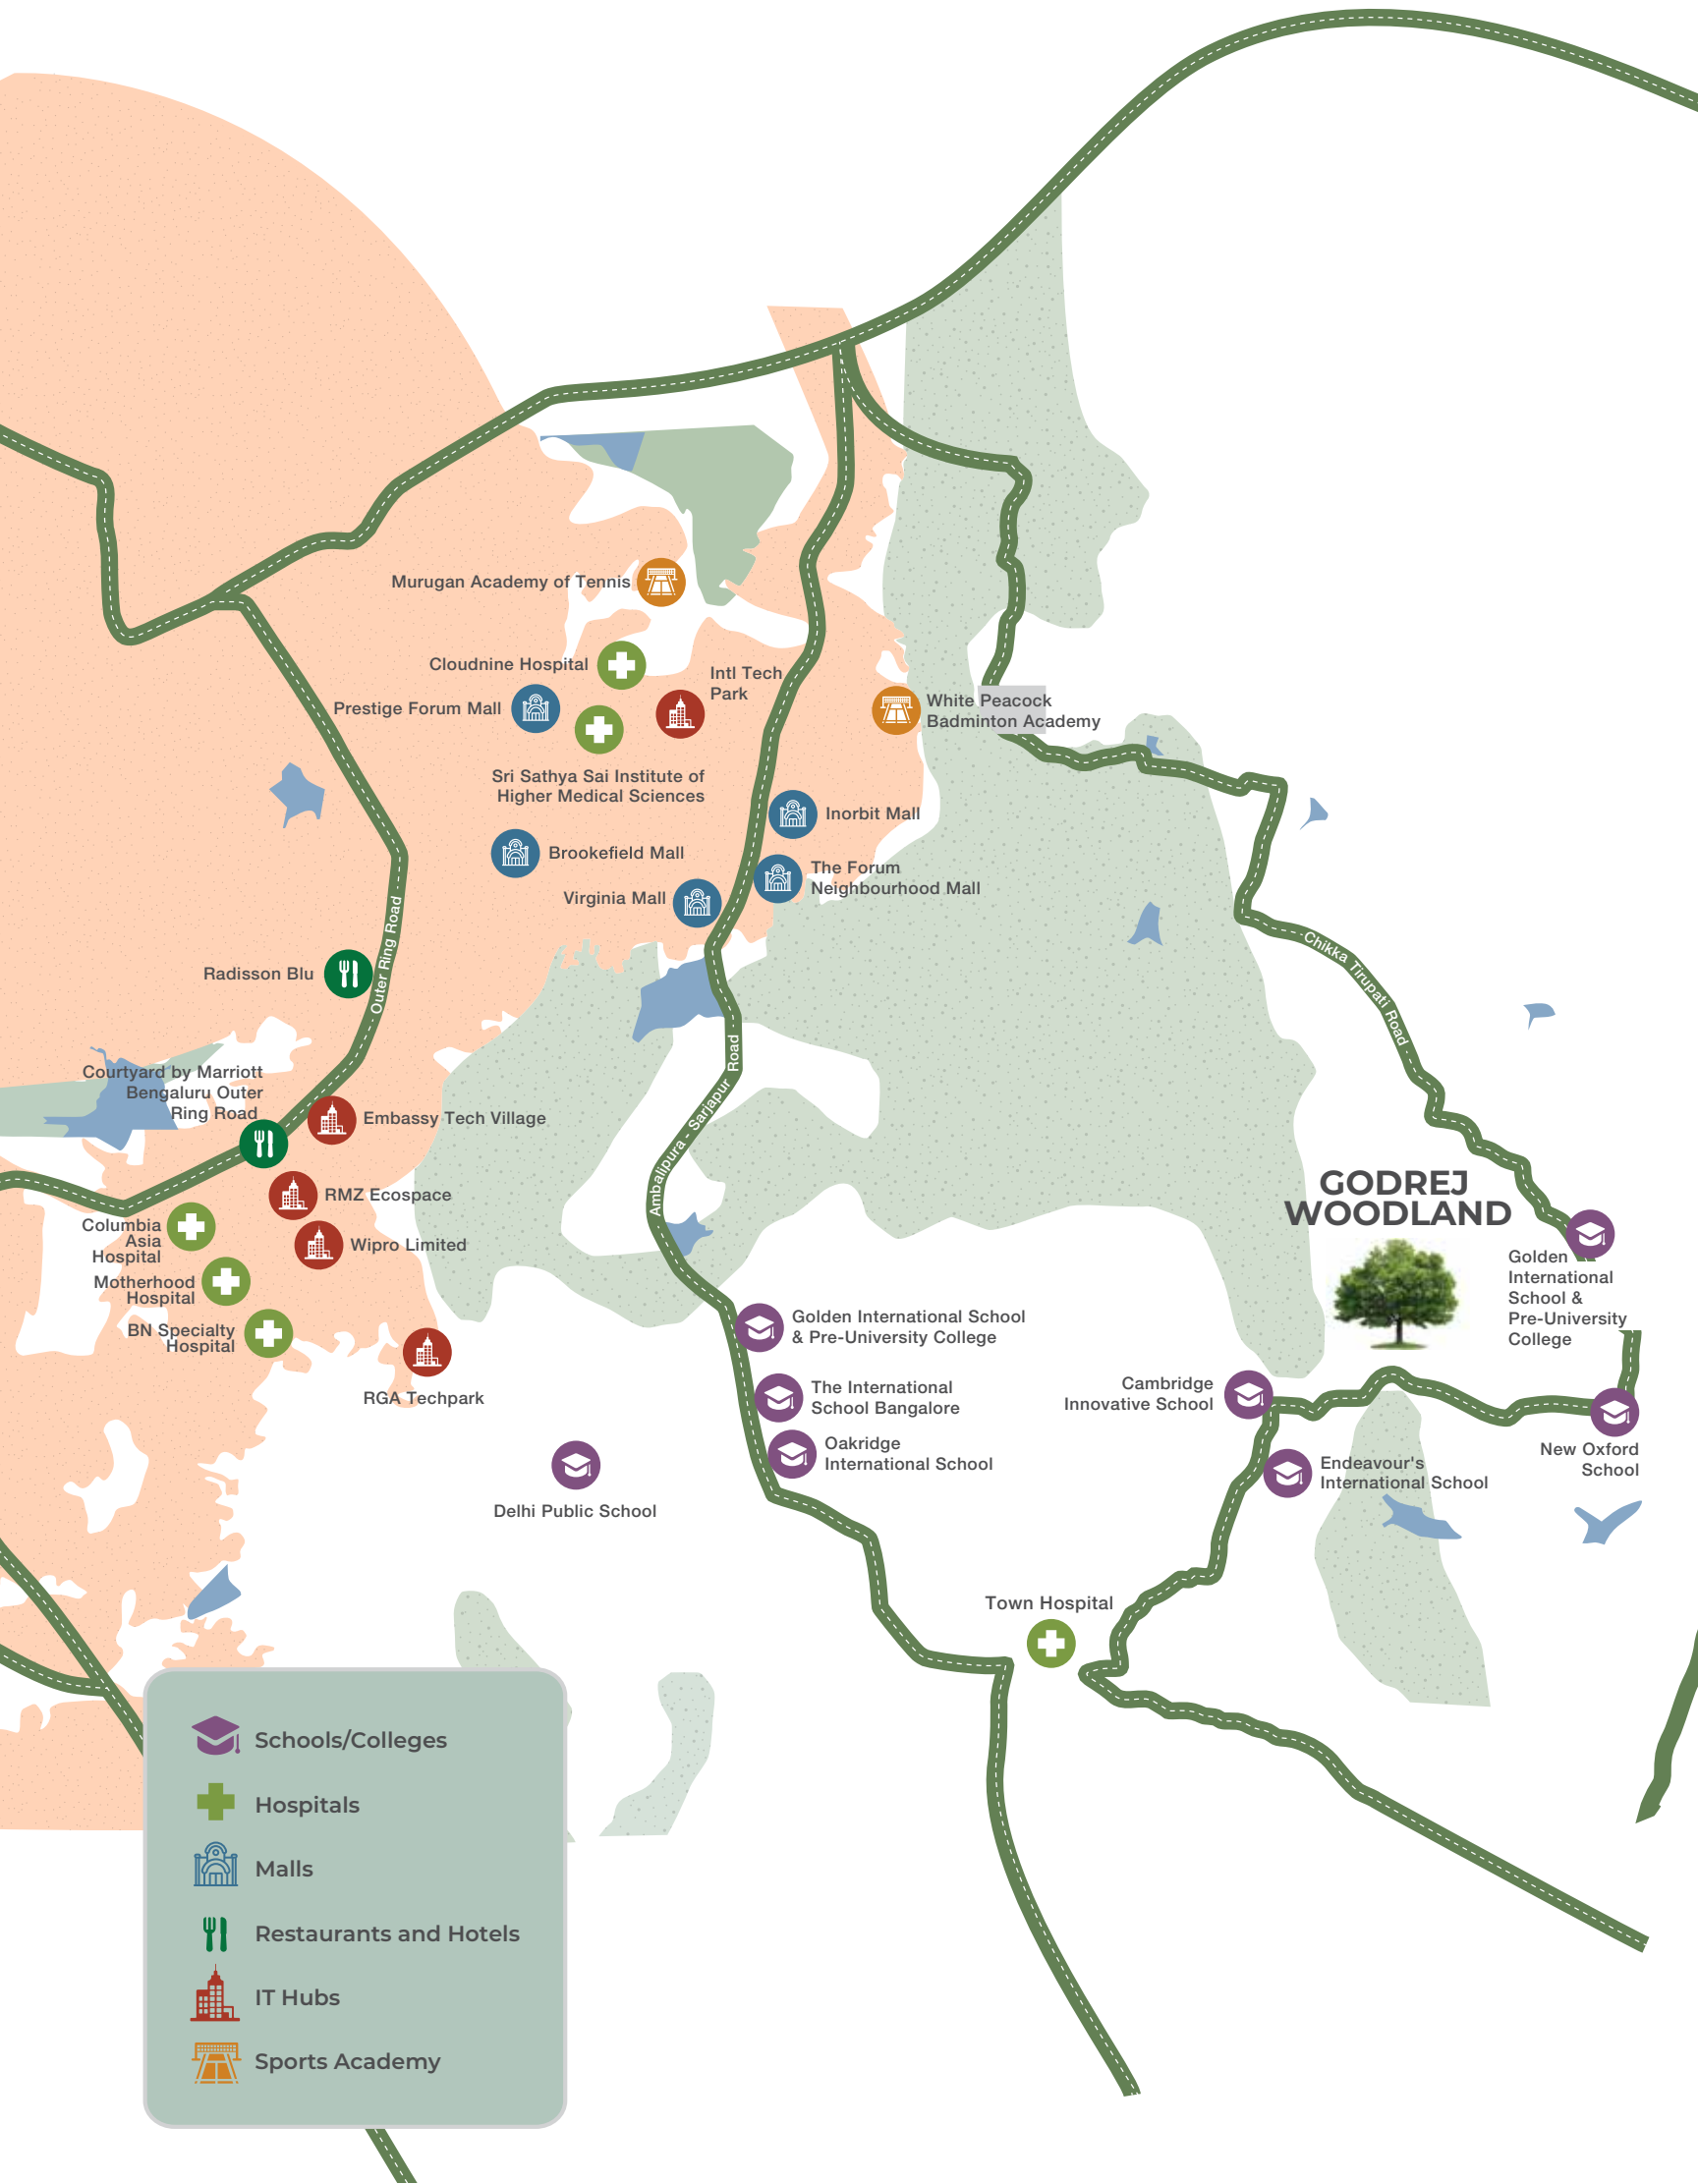 Murugan Academy of Tennis
Cloudnine Hospital
Intl Tech
Park
Prestige Forum Mall
White Peacock
Badminton Academy
Sri Sathya Sai Institute of
Higher Medical Sciences
Inorbit Mall
Brookefield Mall
The Forum
Neighbourhood Mall
Virginia Mall
Outer Ring Road
Radisson Blu
Chikka Tirupati Road
Courtyard by Marriott
Bengaluru Outer
Ring Road
Embassy Tech Village
Ambalipura - Sarjapur Road
RMZ Ecospace
GODREJ
WOODLAND
Columbia
Asia
Hospital
Wipro Limited
Motherhood
Hospital
Golden
International
School &
Pre-University
College
BN Specialty
Hospital
Golden International School
& Pre-University College
RGA Techpark
The International
School Bangalore
Cambridge
Innovative School
Oakridge
International School
New Oxford
School
Endeavour's
International School
Delhi Public School
Town Hospital
Schools/Colleges
Hospitals
Malls
Restaurants and Hotels
IT Hubs
Sports Academy